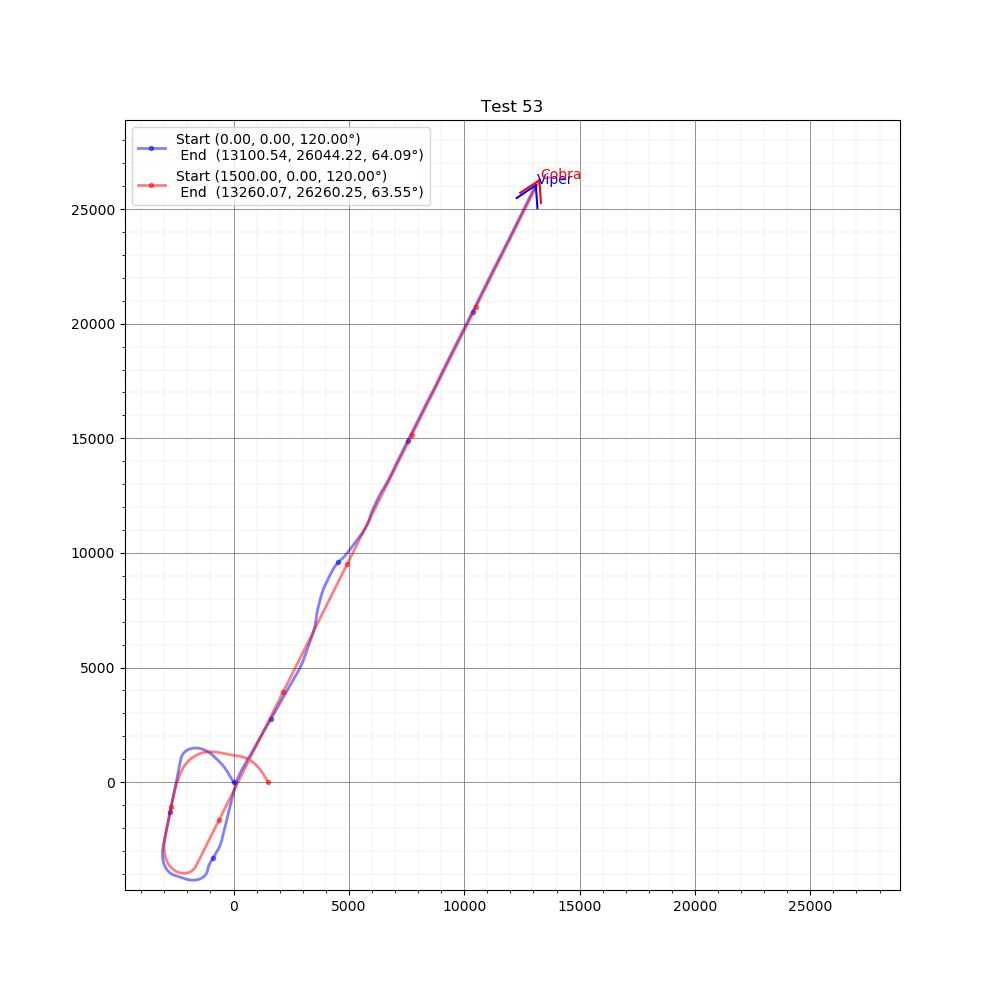 Test 53
Start (0.00, 0.00, 120.00°)
End (13100.54, 26044.22, 64.09°)
Start (1500.00, 0.00, 120.00°)
End (13260.07, 26260.25, 63.55°)
Cobra
Viper
25000
20000
15000
10000
5000
0
0
5000
10000
15000
20000
25000